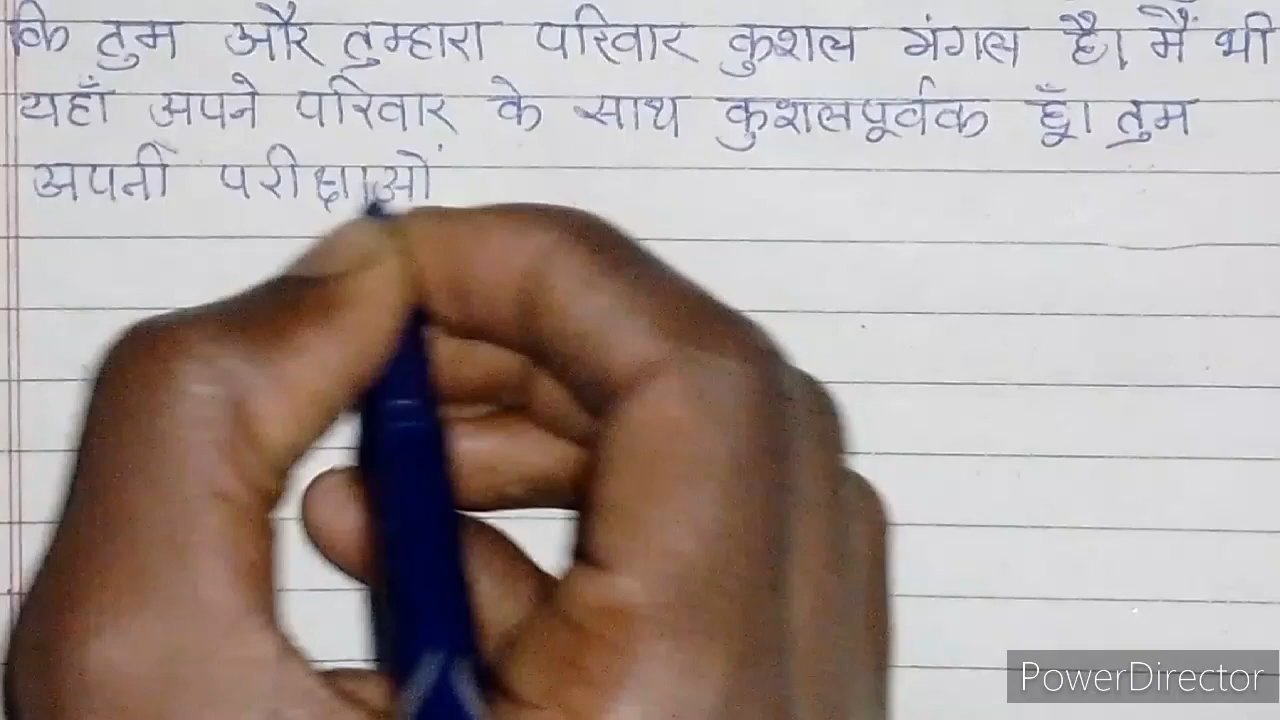 कि तुम और तुम्हारा परिवार कुशल मंगल है। मैं भी
यहाँ अपने परिवार के साथ कुशलपूर्वक हूँ। तुम
अपनी परीक्षाओं
PowerDirector